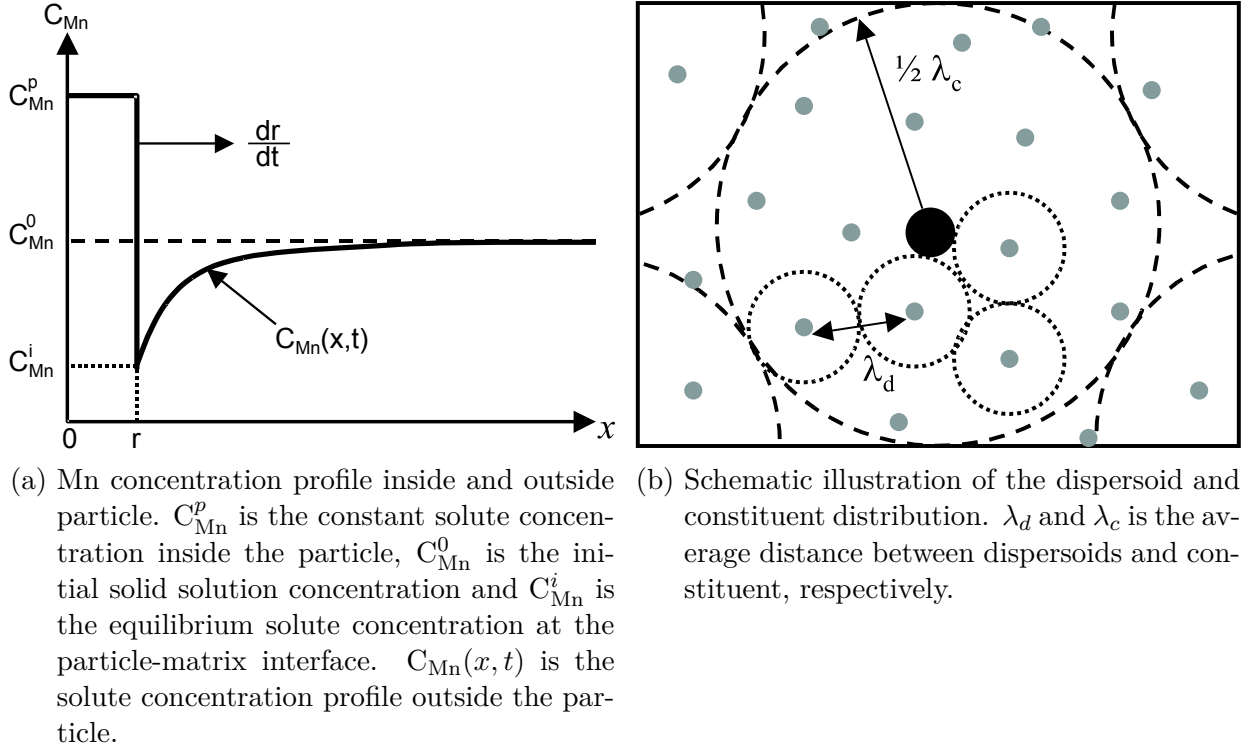 C_Mn
C^p_Mn
dr
dt
C^0_Mn
C_Mn(x,t)
C^i_Mn
0
r
x
½ λ_c
λ_d
(a) Mn concentration profile inside and outside
particle. C^p_Mn is the constant solute concen-
tration inside the particle, C^0_Mn is the ini-
tial solid solution concentration and C^i_Mn is
the equilibrium solute concentration at the
particle-matrix interface. C_Mn(x, t) is the
solute concentration profile outside the par-
ticle.
(b) Schematic illustration of the dispersoid and
constituent distribution. λ_d and λ_c is the av-
erage distance between dispersoids and con-
stituent, respectively.